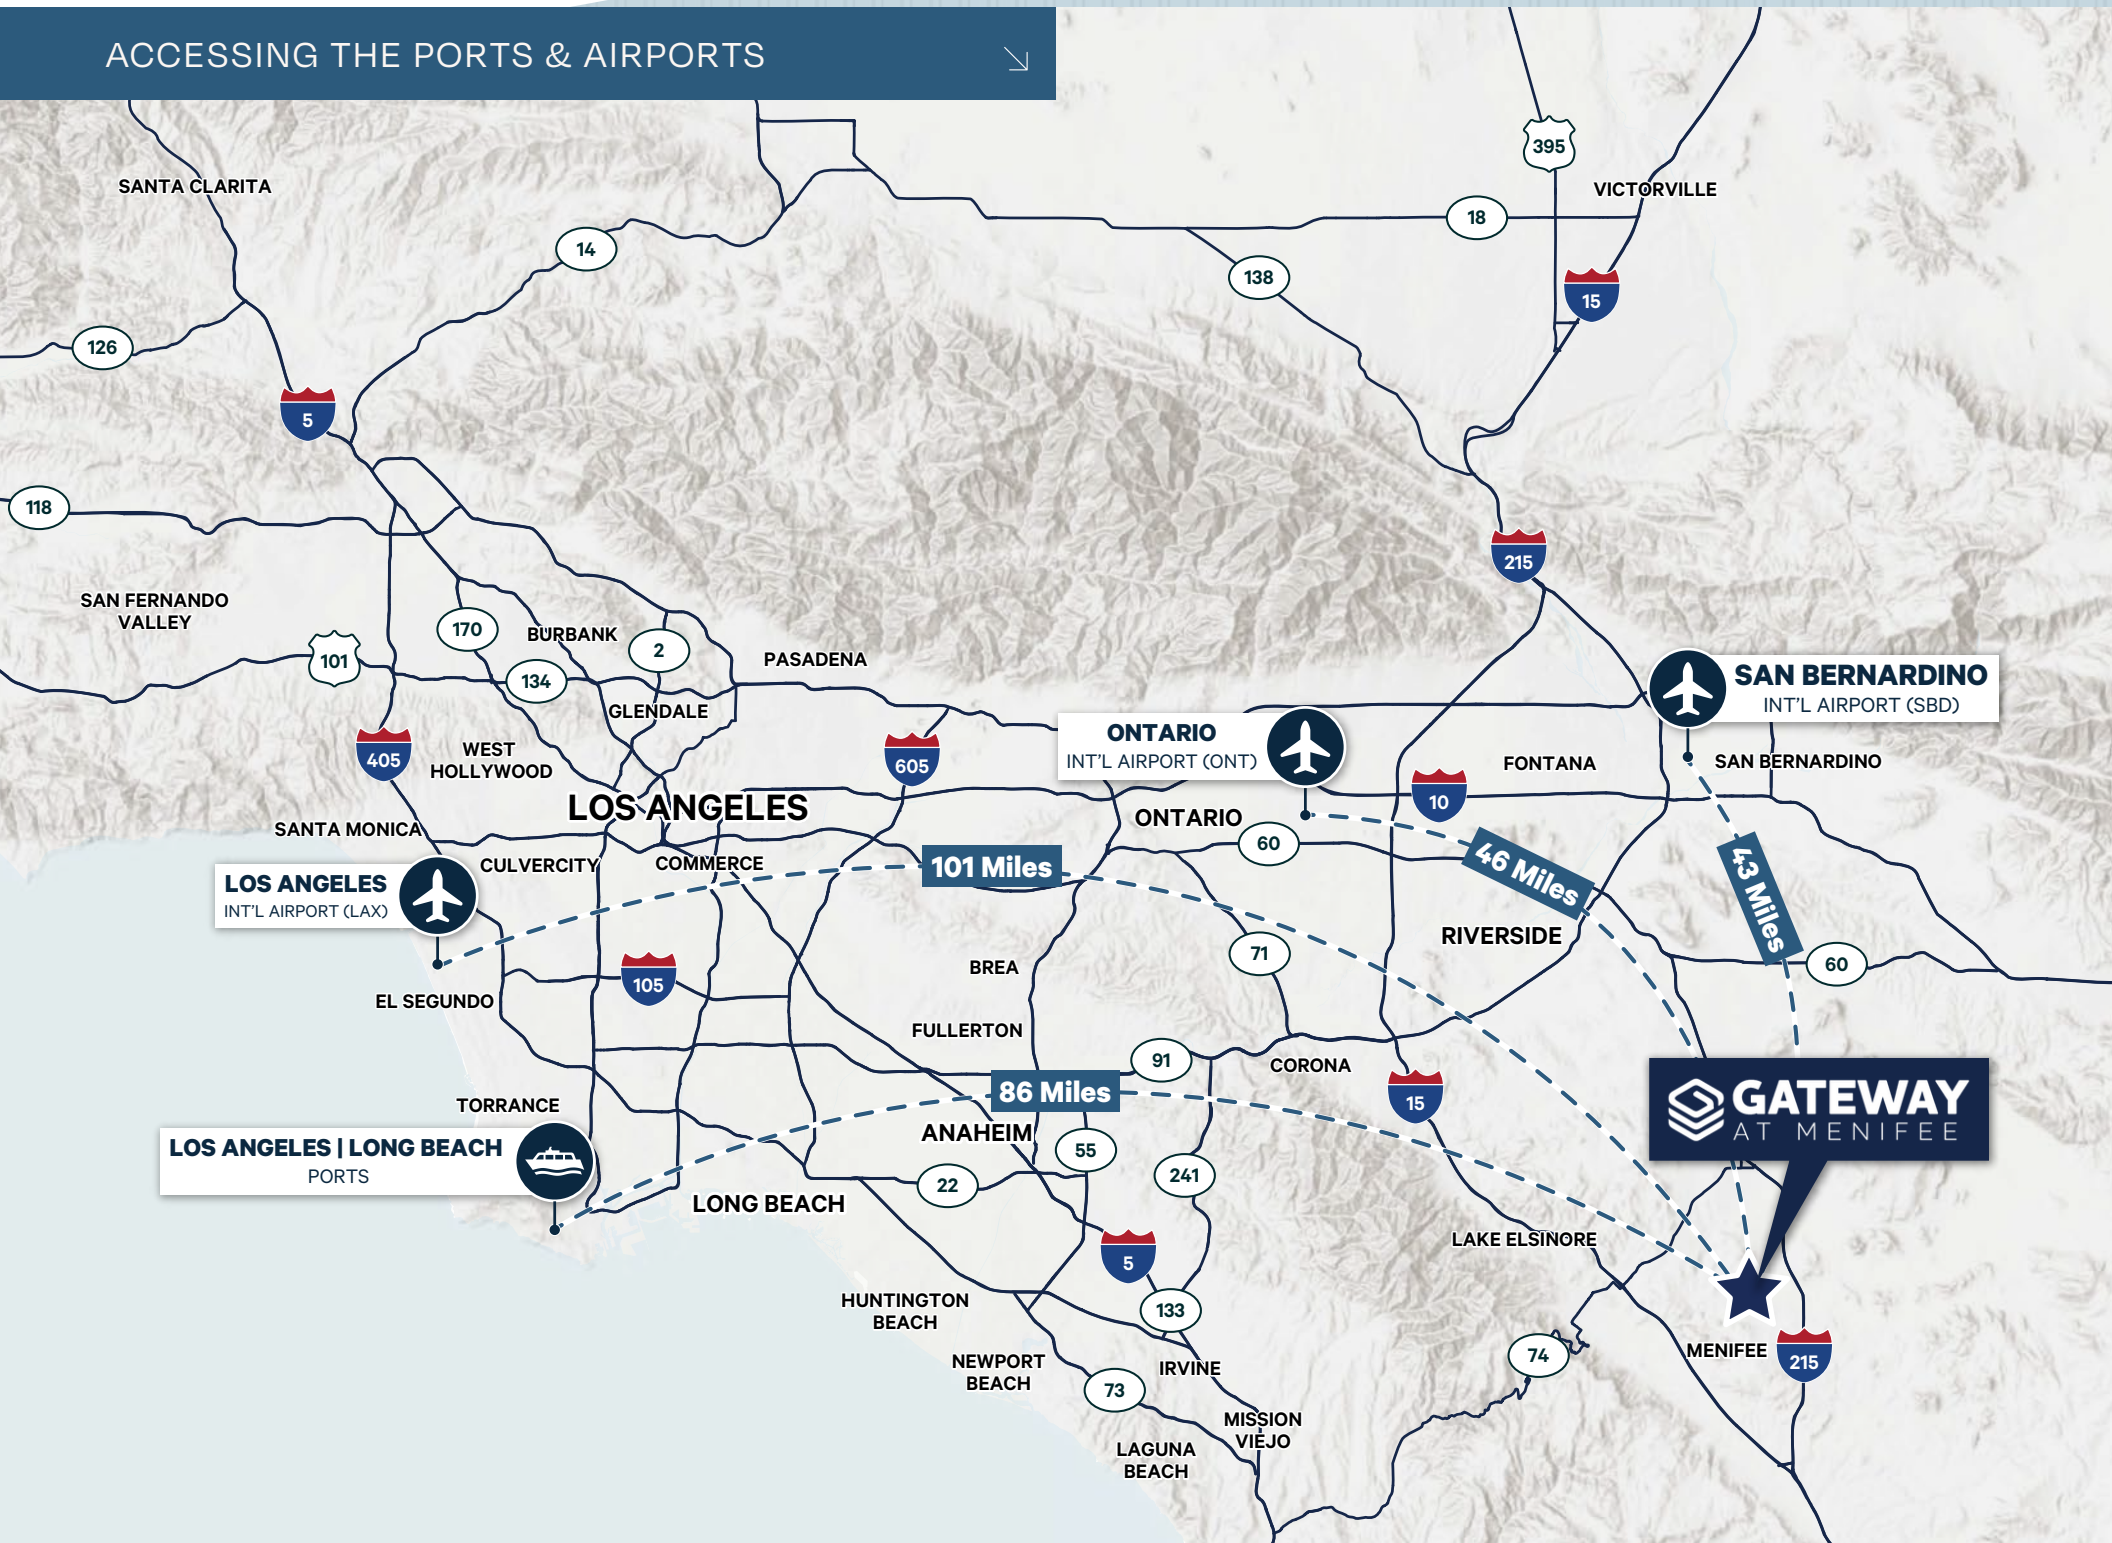 ACCESSING THE PORTS & AIRPORTS
395
SANTA CLARITA
VICTORVILLE
18
14
138
15
126
5
118
215
SAN FERNANDO
VALLEY
170
BURBANK
2
101
134
PASADENA
GLENDALE
SAN BERNARDINO
INT'L AIRPORT (SBD)
ONTARIO
INT'L AIRPORT (ONT)
405
WEST
HOLLYWOOD
605
FONTANA
SAN BERNARDINO
10
LOS ANGELES
ONTARIO
60
SANTA MONICA
CULVERCITY
COMMERCE
101 Miles
46 Miles
43 Miles
LOS ANGELES
INT'L AIRPORT (LAX)
RIVERSIDE
71
60
BREA
105
EL SEGUNDO
FULLERTON
91
CORONA
86 Miles
15
TORRANCE
GATEWAY
AT MENIFEE
ANAHEIM
55
LOS ANGELES | LONG BEACH
PORTS
22
241
LONG BEACH
LAKE ELSINORE
5
HUNTINGTON
BEACH
133
MENIFEE
215
74
NEWPORT
BEACH
IRVINE
73
MISSION
VIEJO
LAGUNA
BEACH